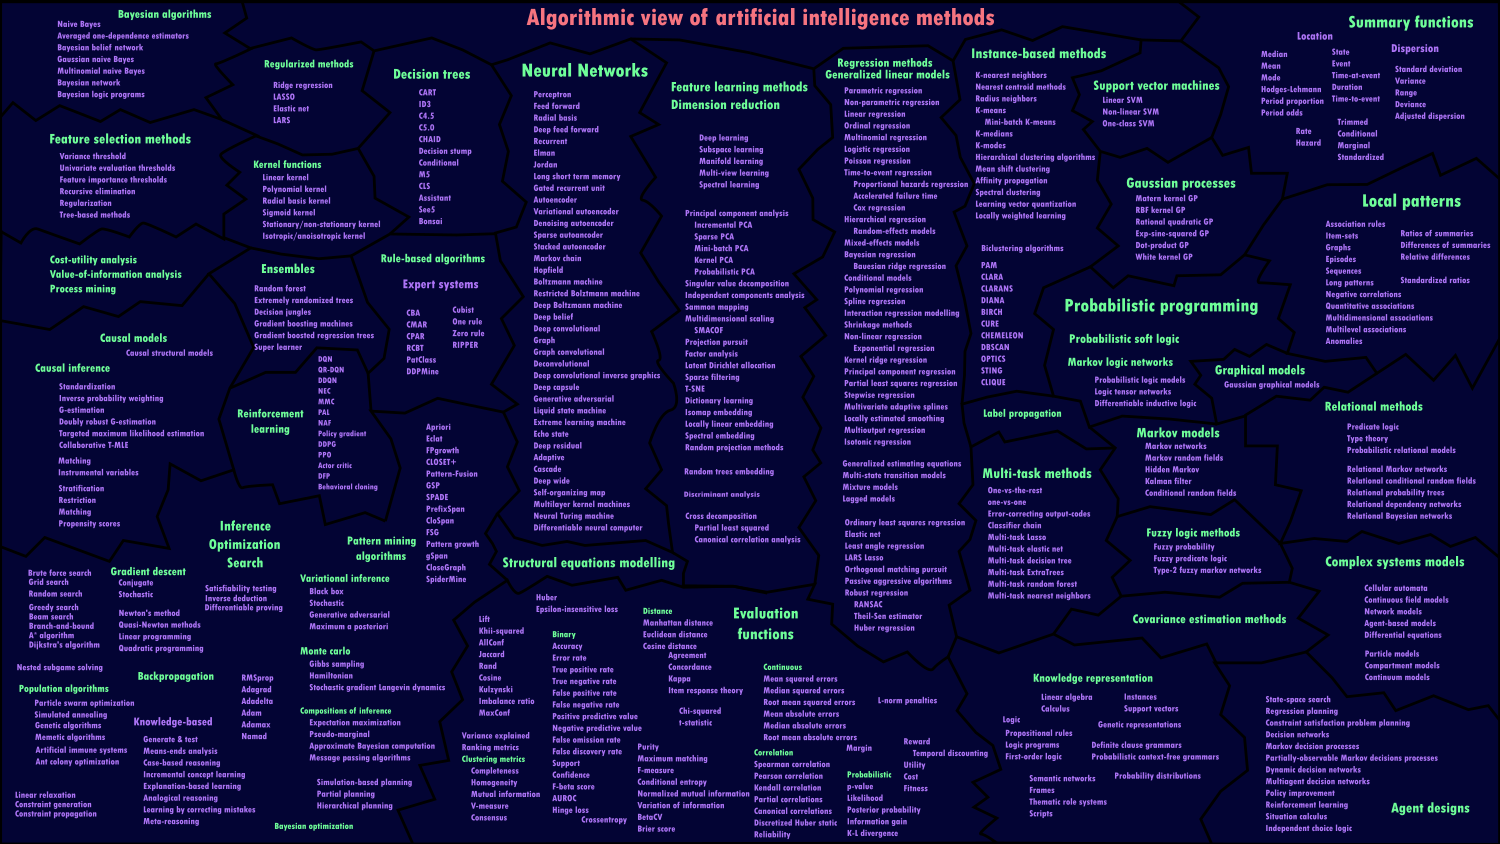 Algorithmic view of artificial intelligence methods
Bayesian algorithms
Naive Bayes
Averaged one-dependence estimators
Bayesian belief network
Gaussian naive Bayes
Multinomial naive Bayes
Bayesian network
Bayesian logic programs
Feature selection methods
Variance threshold
Univariate evaluation thresholds
Feature importance thresholds
Recursive elimination
Regularization
Tree-based methods
Cost-utility analysis
Value-of-information analysis
Process mining
Causal models
Causal structural models
Causal inference
Standardization
Inverse probability weighting
G-estimation
Doubly robust G-estimation
Targeted maximum likelihood estimation
Collaborative T-MLE
Matching
Instrumental variables
Stratification
Restriction
Matching
Propensity scores
Regularized methods
Ridge regression
LASSO
Elastic net
LARS
Kernel functions
Linear kernel
Polynomial kernel
Radial basis kernel
Sigmoid kernel
Stationary/non-stationary kernel
Isotropic/anoisotropic kernel
Ensembles
Random forest
Extremely randomized trees
Decision jungles
Gradient boosting machines
Gradient boosted regression trees
Super learner
Reinforcement
learning
DQN
QR-DQN
DDQN
NEC
MMC
PAL
NAF
Policy gradient
DDPG
PPO
Actor critic
DFP
Behavioral cloning
Decision trees
CART
ID3
C4.5
C5.0
CHAID
Decision stump
Conditional
M5
CLS
Assistant
See5
Bonsai
Rule-based algorithms
Expert systems
CBA
CMAR
CPAR
RCBT
PatClass
DDPMine
Cubist
One rule
Zero rule
RIPPER
Pattern mining
algorithms
Apriori
Eclat
FPgrowth
CLOSET+
Pattern-Fusion
GSP
SPADE
PrefixSpan
CloSpan
FSG
Pattern growth
gSpan
CloseGraph
SpiderMine
Neural Networks
Perceptron
Feed forward
Radial basis
Deep feed forward
Recurrent
Elman
Jordan
Long short term memory
Gated recurrent unit
Autoencoder
Variational autoencoder
Denoising autoencoder
Sparse autoancoder
Stacked autoencoder
Markov chain
Hopfield
Boltzmann machine
Restricted Bolztmann machine
Deep Boltzmann machine
Deep belief
Deep convolutional
Graph
Graph convolutional
Deconvolutional
Deep convolutional inverse graphics
Deep capsule
Generative adversarial
Liquid state machine
Extreme learning machine
Echo state
Deep residual
Adaptive
Cascade
Deep wide
Self-organizing map
Multilayer kernel machines
Neural Turing machine
Differentiable neural computer
Feature learning methods
Dimension reduction
Deep learning
Subspace learning
Manifold learning
Multi-view learning
Spectral learning
Principal component analysis
Incremental PCA
Sparse PCA
Mini-batch PCA
Kernel PCA
Probabilistic PCA
Singular value decomposition
Independent components analysis
Sammon mapping
Multidimensional scaling
SMACOF
Projection pursuit
Factor analysis
Latent Dirichlet allocation
Sparse filtering
T-SNE
Dictionary learning
Isomap embedding
Locally linear embedding
Spectral embedding
Random projection methods
Random trees embedding
Discriminant analysis
Cross decomposition
Partial least squared
Canonical correlation analysis
Regression methods
Generalized linear models
Parametric regression
Non-parametric regression
Linear regression
Ordinal regression
Multinomial regression
Logistic regression
Poisson regression
Time-to-event regression
Proportional hazards regression
Accelerated failure time
Cox regression
Hierarchical regression
Random-effects models
Mixed-effects models
Bayesian regression
Bauesian ridge regression
Conditional models
Polynomial regression
Spline regression
Interaction regression modelling
Shrinkage methods
Non-linear regression
Exponential regression
Kernel ridge regression
Principal component regression
Partial least squares regression
Stepwise regression
Multivariate adaptive splines
Locally estimated smoothing
Multioutput regression
Isotonic regression
Generalized estimating equations
Multi-state transition models
Mixture models
Lagged models
Ordinary least squares regression
Elastic net
Least angle regression
LARS Lasso
Orthogonal matching pursuit
Passive aggressive algorithms
Robust regression
RANSAC
Theil-Sen estimator
Huber regression
Instance-based methods
K-nearest neighbors
Nearest centroid methods
Radius neighbors
K-means
Mini-batch K-means
K-medians
K-modes
Hierarchical clustering algorithms
Mean shift clustering
Affinity propagation
Spectral clustering
Learning vector quantization
Locally weighted learning
Biclustering algorithms
PAM
CLARA
CLARANS
DIANA
BIRCH
CURE
CHEMELEON
DBSCAN
OPTICS
STING
CLIQUE
Label propagation
Multi-task methods
One-vs-the-rest
one-vs-one
Error-correcting output-codes
Classifier chain
Multi-task Lasso
Multi-task elastic net
Multi-task decision tree
Multi-task ExtraTrees
Multi-task random forest
Multi-task nearest neighbors
Support vector machines
Linear SVM
Non-linear SVM
One-class SVM
Gaussian processes
Matern kernel GP
RBF kernel GP
Rational quadratic GP
Exp-sine-squared GP
Dot-product GP
White kernel GP
Probabilistic programming
Probabilistic soft logic
Markov logic networks
Probabilistic logic models
Logic tensor networks
Differentiable inductive logic
Graphical models
Gaussian graphical models
Markov models
Markov networks
Markov random fields
Hidden Markov
Kalman filter
Conditional random fields
Fuzzy logic methods
Fuzzy probability
Fuzzy predicate logic
Type-2 fuzzy markov networks
Covariance estimation methods
Summary functions
Location
Median
Mean
Mode
Hodges-Lehmann
Period proportion
Period odds
State
Event
Time-at-event
Duration
Time-to-event
Rate
Hazard
Trimmed
Conditional
Marginal
Standardized
Dispersion
Standard deviation
Variance
Range
Deviance
Adjusted dispersion
Local patterns
Association rules
Item-sets
Graphs
Episodes
Sequences
Long patterns
Negative correlations
Quantitative associations
Multidimensional associations
Multilevel associations
Anomalies
Ratios of summaries
Differences of summaries
Relative differences
Standardized ratios
Relational methods
Predicate logic
Type theory
Probabilistic relational models
Relational Markov networks
Relational conditional random fields
Relational probability trees
Relational dependency networks
Relational Bayesian networks
Complex systems models
Cellular automata
Continuous field models
Network models
Agent-based models
Differential equations
Particle models
Compartment models
Continuum models
Inference
Optimization
Search
Brute force search
Grid search
Random search
Greedy search
Beam search
Branch-and-bound
A* algorithm
Dijkstra's algorithm
Nested subgome solving
Gradient descent
Conjugate
Stochastic
Newton's method
Quasi-Newton methods
Linear programming
Quadratic programming
Satisfiability testing
Inverse deduction
Differentiable proving
Population algorithms
Particle swarm optimization
Simulated annealing
Genetic algorithms
Memetic algorithms
Artificial immune systems
Ant colony optimization
Linear relaxation
Constraint generation
Constraint propagation
Backpropagation
RMSprop
Adagrad
Adadelta
Adam
Adamax
Namad
Knowledge-based
Generate & test
Means-ends analysis
Case-based reasoning
Incremental concept learning
Explanation-based learning
Analogical reasoning
Learning by correcting mistakes
Meta-reasoning
Variational inference
Black box
Stochastic
Generative adversarial
Maximum a posteriori
Monte carlo
Gibbs sampling
Hamiltonian
Stochastic gradient Langevin dynamics
Compositions of inference
Expectation maximization
Pseudo-marginal
Approximate Bayesian computation
Message passing algorithms
Simulation-based planning
Partial planning
Hierarchical planning
Bayesian optimization
Structural equations modelling
Evaluation
functions
Huber
Epsilon-insensitive loss
Lift
Khii-squared
AllConf
Jaccard
Rand
Cosine
Kulzynski
Imbalance ratio
MaxConf
Variance explained
Ranking metrics
Clustering metrics
Completeness
Homogeneity
Mutual information
V-measure
Consensus
Binary
Accuracy
Error rate
True positive rate
True negative rate
False positive rate
False negative rate
Positive predictive value
Negative predictive value
False omission rate
False discovery rate
Support
Confidence
F-beta score
AUROC
Hinge loss
Crossentropy
Distance
Manhattan distance
Euclidean distance
Cosine distance
Agreement
Concordance
Kappa
Item response theory
Chi-squared
t-statistic
Purity
Maximum matching
F-measure
Conditional entropy
Normalized mutual information
Variation of information
BetaCV
Brier score
Continuous
Mean squared errors
Median squared errors
Root mean squared errors
Mean absolute errors
Median absolute errors
Root mean absolute errors
Correlation
Spearman correlation
Pearson correlation
Kendall correlation
Partial correlations
Canonical correlations
Discretized Huber static
Reliability
L-norm penalties
Margin
Probabilistic
p-value
Likelihood
Posterior probability
Information gain
K-L divergence
Reward
Temporal discounting
Utility
Cost
Fitness
Knowledge representation
Linear algebra
Calculus
Instances
Support vectors
Logic
Propositional rules
Logic programs
First-order logic
Genetic representations
Definite clause grammars
Probabilistic context-free grammars
Semantic networks
Frames
Thematic role systems
Scripts
Probability distributions
Agent designs
State-space search
Regression planning
Constraint satisfaction problem planning
Decision networks
Markov decision processes
Partially-observable Markov decisions processes
Dynamic decision networks
Multiagent decision networks
Policy improvement
Reinforcement learning
Situation calculus
Independent choice logic